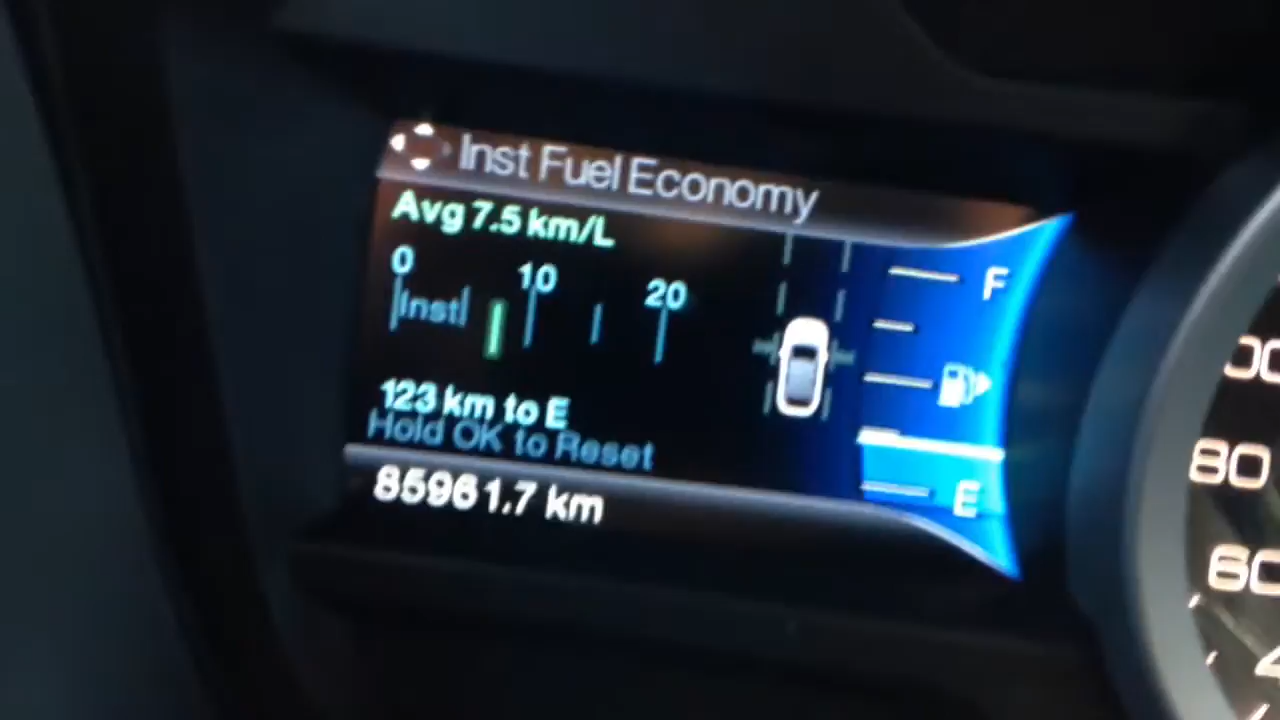 Inst Fuel Economy
Avg 7.5 km/L
0 10 20
Inst
123 km to E
Hold OK to Reset
85961.7 km
F
E
80